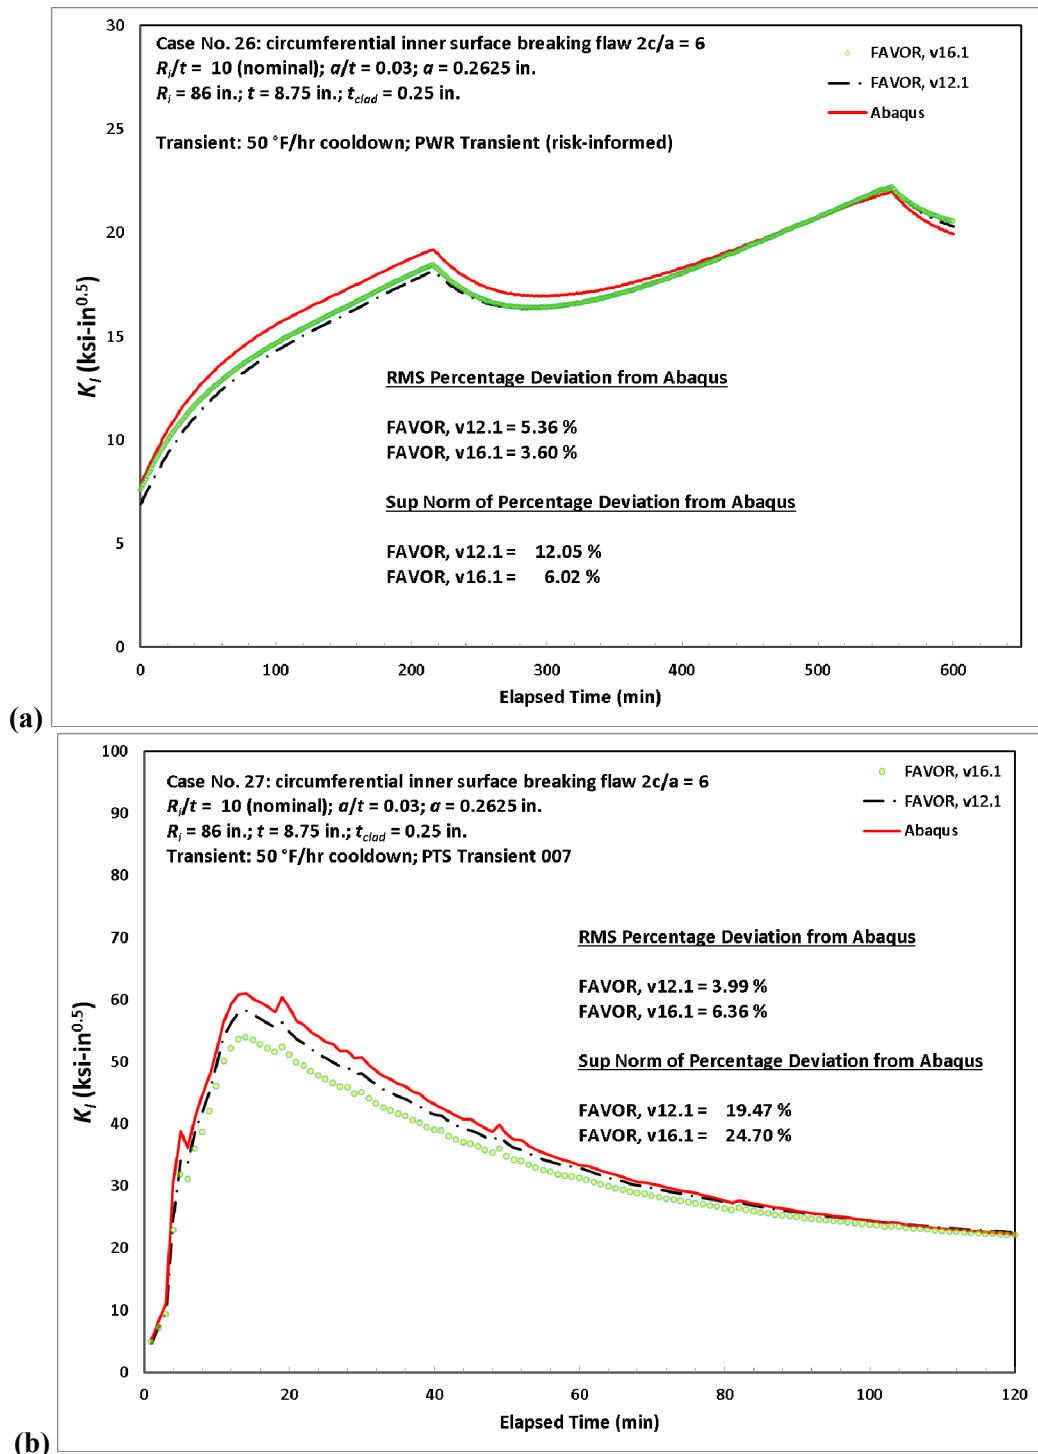 Case No. 26: circumferential inner surface breaking flaw 2c/a = 6
Rᵢ/t = 10 (nominal); a/t = 0.03; a = 0.2625 in.
Rᵢ = 86 in.; t = 8.75 in.; t_clad = 0.25 in.
Transient: 50 °F/hr cooldown; PWR Transient (risk-informed)
FAVOR, v16.1
FAVOR, v12.1
Abaqus
30
25
20
15
10
5
0
K_I (ksi-in^0.5)
RMS Percentage Deviation from Abaqus
FAVOR, v12.1 = 5.36 %
FAVOR, v16.1 = 3.60 %
Sup Norm of Percentage Deviation from Abaqus
FAVOR, v12.1 = 12.05 %
FAVOR, v16.1 = 6.02 %
0 100 200 300 400 500 600
Elapsed Time (min)
(a)
Case No. 27: circumferential inner surface breaking flaw 2c/a = 6
Rᵢ/t = 10 (nominal); a/t = 0.03; a = 0.2625 in.
Rᵢ = 86 in.; t = 8.75 in.; t_clad = 0.25 in.
Transient: 50 °F/hr cooldown; PTS Transient 007
FAVOR, v16.1
FAVOR, v12.1
Abaqus
100
90
80
70
60
50
40
30
20
10
0
K_I (ksi-in^0.5)
RMS Percentage Deviation from Abaqus
FAVOR, v12.1 = 3.99 %
FAVOR, v16.1 = 6.36 %
Sup Norm of Percentage Deviation from Abaqus
FAVOR, v12.1 = 19.47 %
FAVOR, v16.1 = 24.70 %
0 20 40 60 80 100 120
Elapsed Time (min)
(b)